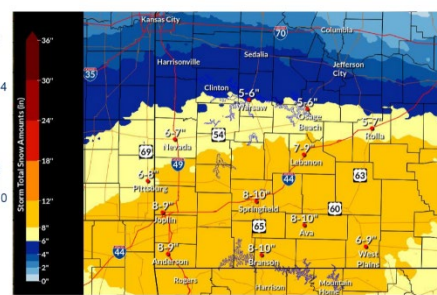 4
0
Storm Total Snow Amounts (in)
36"
30"
24"
18"
12"
8"
6"
4"
2"
0"
Kansas City
70
Columbia
Sedalia
Harrisonville
Jefferson
City
35
Clinton
5-6"
Warsaw
5-6"
Osage
Beach
5-7"
Rolla
6-7"
Nevada
54
69
49
7-9"
Lebanon
6-8"
Pittsburg
44
63
8-9"
Joplin
8-10"
Springfield
60
65
8-10"
Ava
44
8-9"
Anderson
8-10"
Branson
6-9"
West
Plains
Rogers
Harrison
Mountain
Home